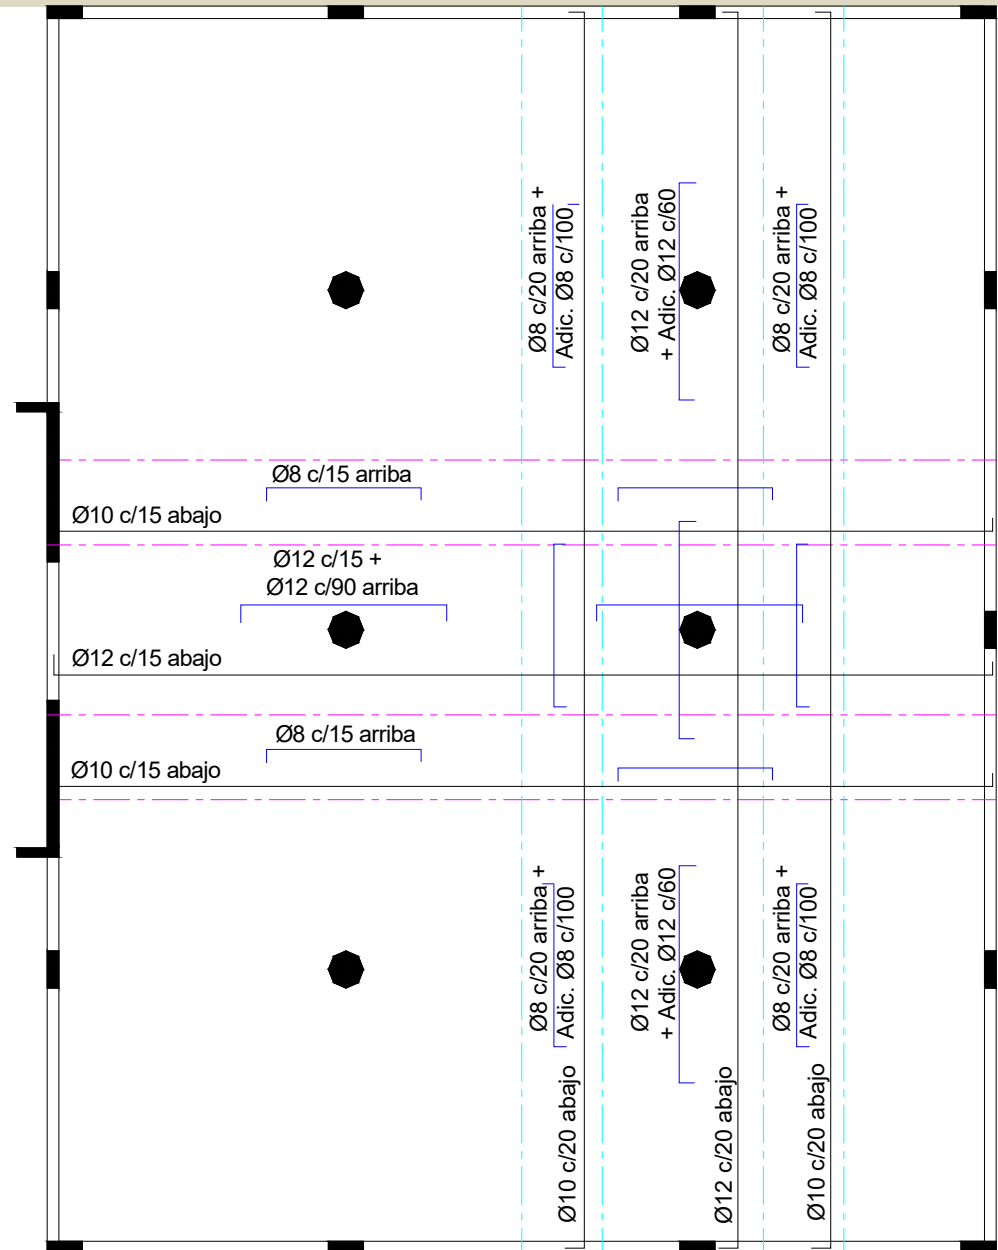 Ø8 c/20 arriba +
Adic. Ø8 c/100
Ø12 c/20 arriba
+ Adic. Ø12 c/60
Ø8 c/20 arriba +
Adic. Ø8 c/100
Ø8 c/15 arriba
Ø10 c/15 abajo
Ø12 c/15 +
Ø12 c/90 arriba
Ø12 c/15 abajo
Ø8 c/15 arriba
Ø10 c/15 abajo
Ø8 c/20 arriba +
Adic. Ø8 c/100
Ø12 c/20 arriba
+ Adic. Ø12 c/60
Ø8 c/20 arriba +
Adic. Ø8 c/100
Ø10 c/20 abajo
Ø12 c/20 abajo
Ø10 c/20 abajo